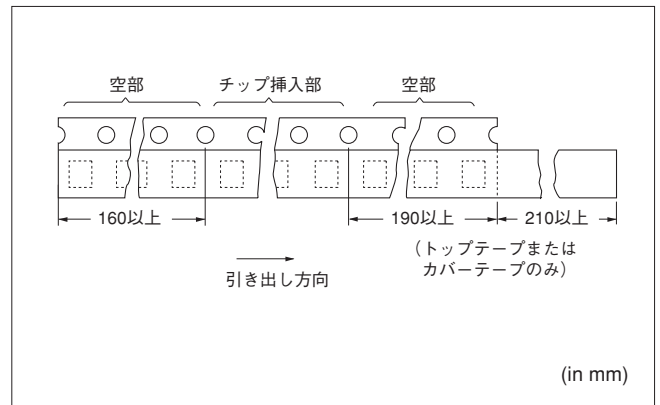 空部
チップ挿入部
空部
160以上
190以上
210以上
(トップテープまたは
カバーテープのみ)
引き出し方向
(in mm)